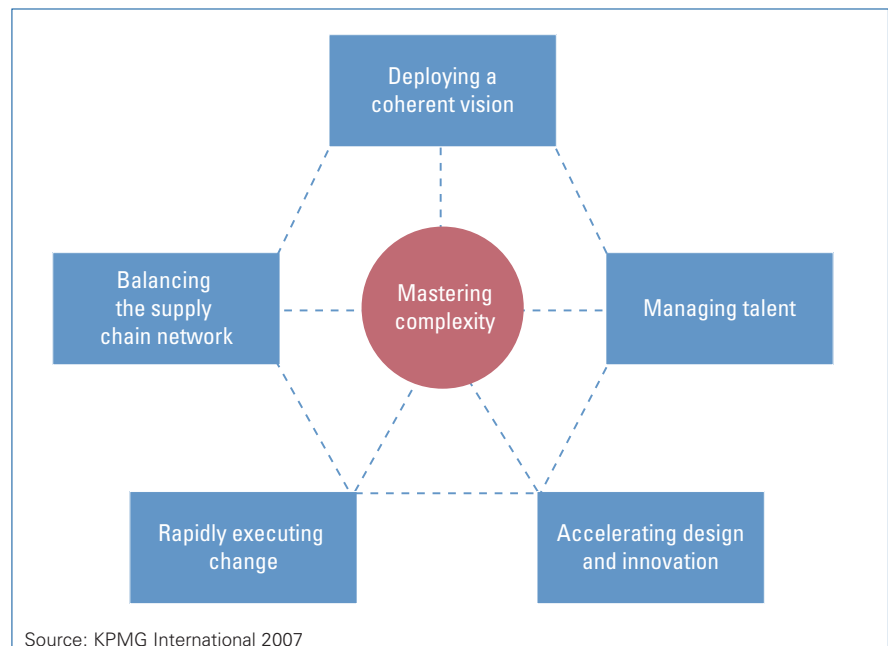 Deploying a
coherent vision
Balancing
the supply
chain network
Mastering
complexity
Managing talent
Rapidly executing
change
Accelerating design
and innovation
Source: KPMG International 2007